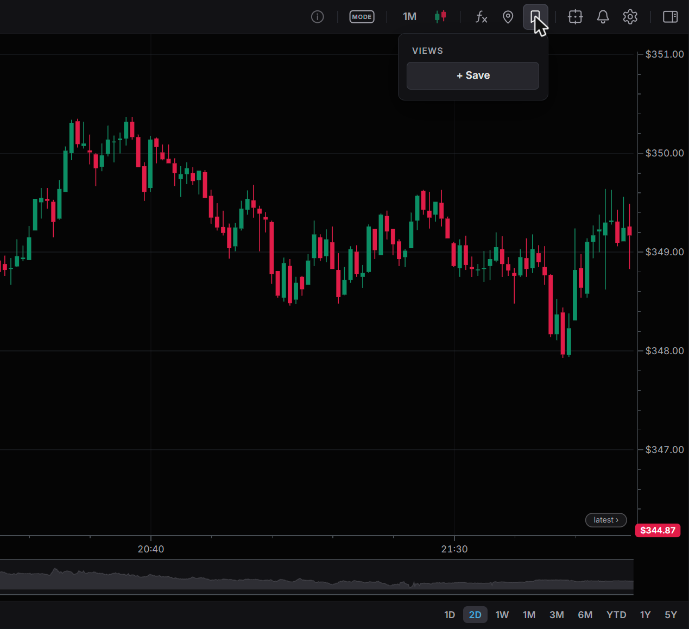 MODE 1M fx
VIEWS
+ Save
$351.00
$350.00
$349.00
$348.00
$347.00
latest ›
$344.87
20:40 21:30
1D 2D 1W 1M 3M 6M YTD 1Y 5Y